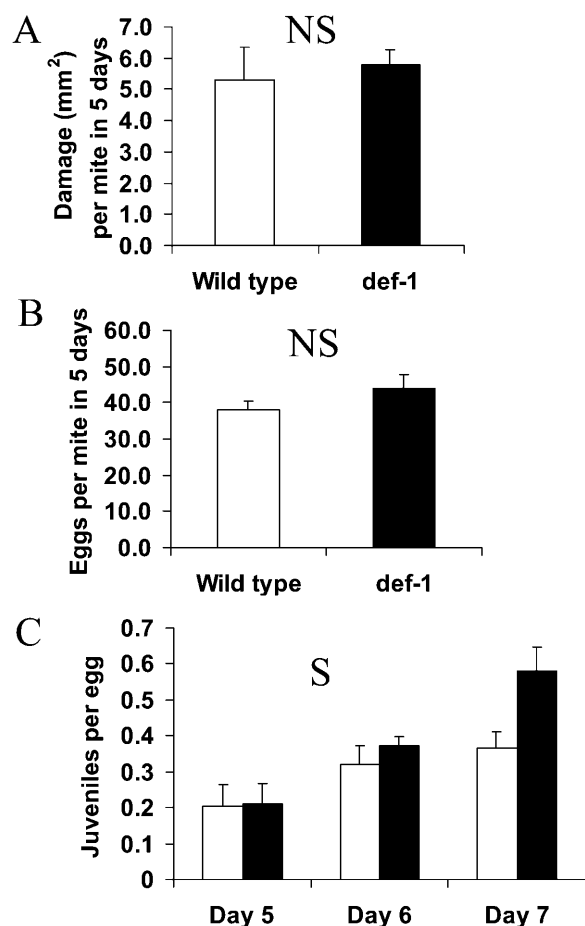 A
NS
Damage (mm²)
per mite in 5 days
7.0
6.0
5.0
4.0
3.0
2.0
1.0
0.0
Wild type def-1
B
NS
Eggs per mite in 5 days
60.0
50.0
40.0
30.0
20.0
10.0
0.0
Wild type def-1
C
S
Juveniles per egg
0.7
0.6
0.5
0.4
0.3
0.2
0.1
0
Day 5 Day 6 Day 7